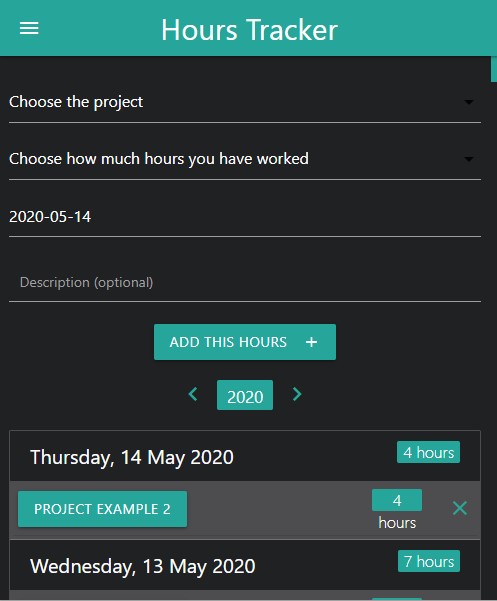 Hours Tracker
Choose the project
Choose how much hours you have worked
2020-05-14
Description (optional)
ADD THIS HOURS +
2020
Thursday, 14 May 2020
4 hours
PROJECT EXAMPLE 2
4
hours
Wednesday, 13 May 2020
7 hours